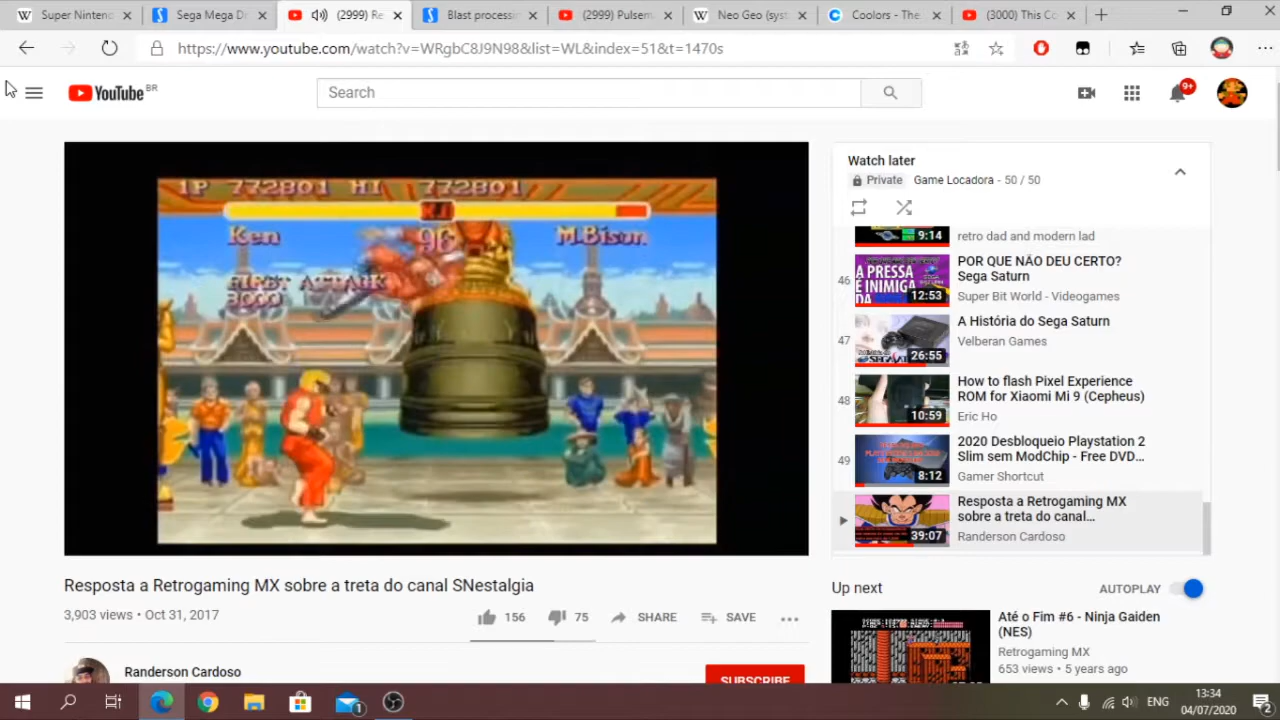 Super Nintendo
Sega Mega D
(2999) Re
Blast processin
(2999) Pulsem
Neo Geo (syst
Coolors - The
(3000) This Co
https://www.youtube.com/watch?v=WRgbC8J9N98&list=WL&index=51&t=1470s
YouTube BR
Search
9+
1P 772801 HI 772801
Ken 96 M.Bison
FIRST ATTACK
Watch later
Private Game Locadora - 50 / 50
9:14
retro dad and modern lad
46
A PRESSA
É INIMIGA
DA
12:53
POR QUE NÃO DEU CERTO?
Sega Saturn
Super Bit World - Videogames
47
26:55
A História do Sega Saturn
Velberan Games
48
10:59
How to flash Pixel Experience
ROM for Xiaomi Mi 9 (Cepheus)
Eric Ho
49
8:12
2020 Desbloqueio Playstation 2
Slim sem ModChip - Free DVD...
Gamer Shortcut
39:07
Resposta a Retrogaming MX
sobre a treta do canal...
Randerson Cardoso
Resposta a Retrogaming MX sobre a treta do canal SNestalgia
3,903 views • Oct 31, 2017
156 75 SHARE SAVE
Randerson Cardoso
SUBSCRIBE
Up next
AUTOPLAY
Até o Fim #6 - Ninja Gaiden
(NES)
Retrogaming MX
653 views • 5 years ago
1
ENG
13:34
04/07/2020
2